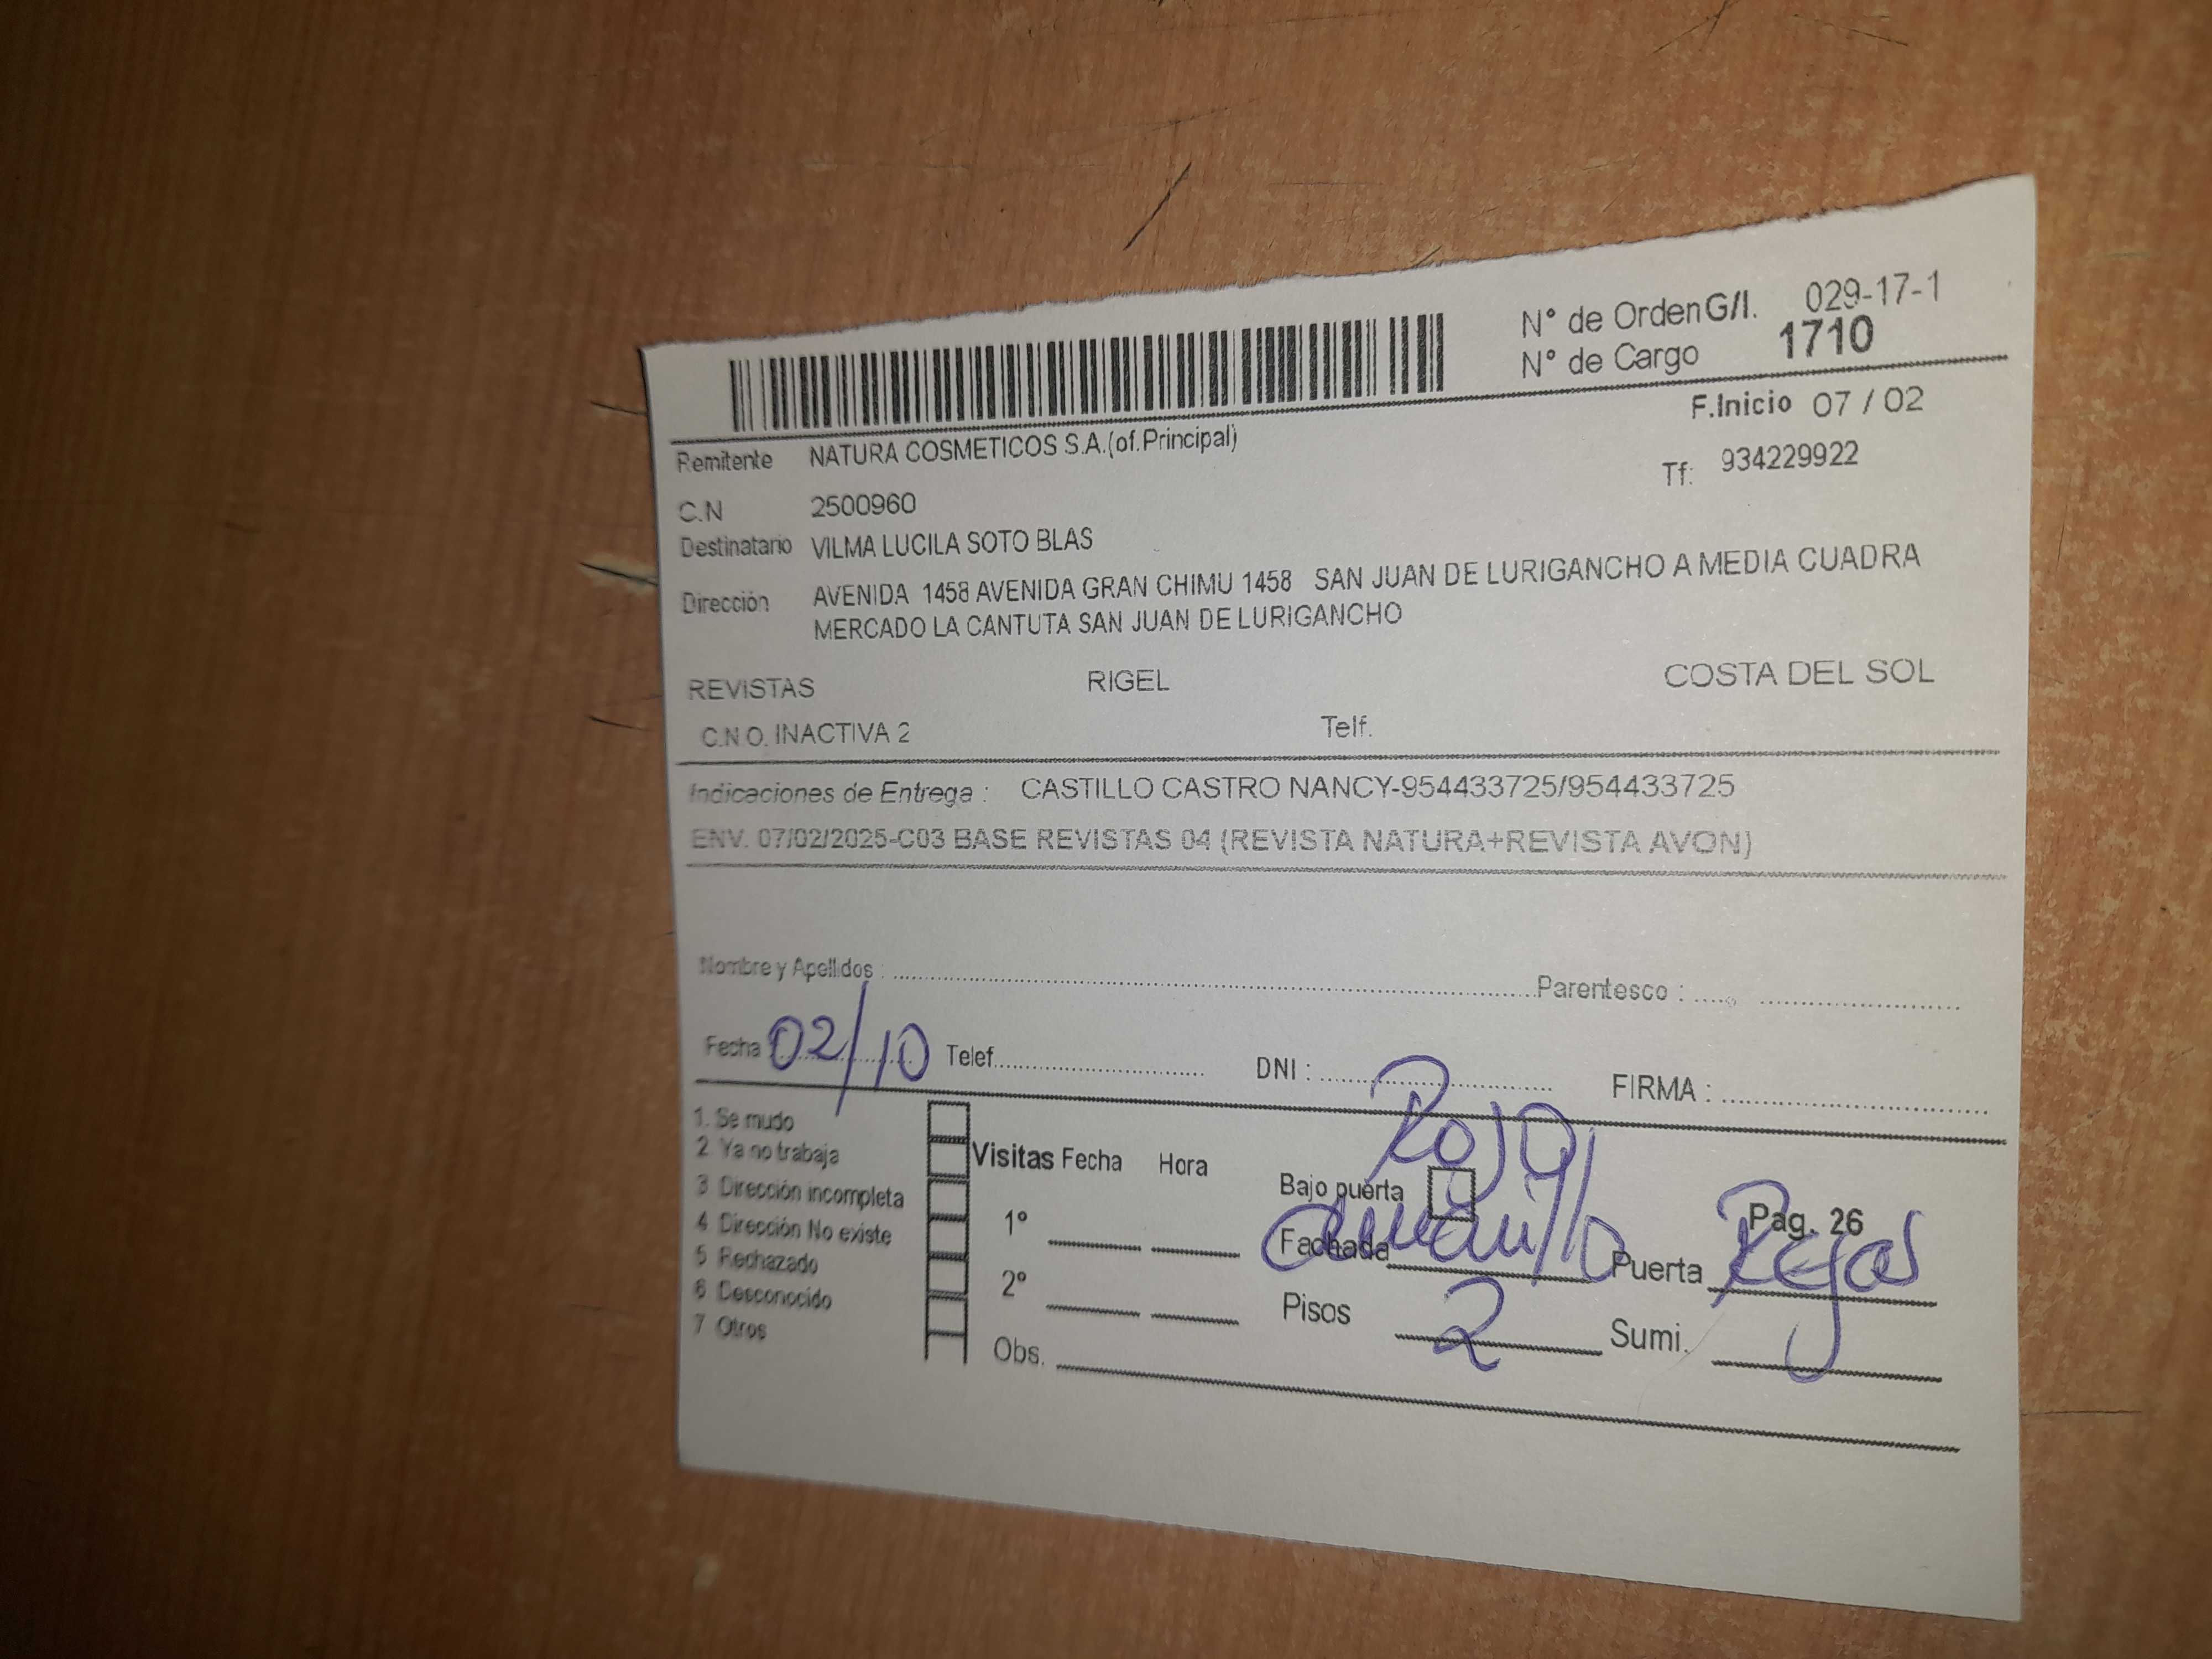 N° de Orden G/I. 029-17-1
N° de Cargo 1710
F.Inicio 07 / 02
Remitente NATURA COSMETICOS S.A.(of.Principal)
Tf: 934229922
C.N 2500960
Destinatario VILMA LUCILA SOTO BLAS
Dirección AVENIDA 1458 AVENIDA GRAN CHIMU 1458 SAN JUAN DE LURIGANCHO A MEDIA CUADRA
MERCADO LA CANTUTA SAN JUAN DE LURIGANCHO
REVISTAS RIGEL COSTA DEL SOL
C.N.O. INACTIVA 2 Telf.
Indicaciones de Entrega : CASTILLO CASTRO NANCY-954433725/954433725
ENV. 07/02/2025-C03 BASE REVISTAS 04 (REVISTA NATURA+REVISTA AVON)
Nombre y Apellidos : Parentesco :
Fecha 02/10 Telef. DNI : FIRMA :
1. Se mudo
2 Ya no trabaja
3 Dirección incompleta
4 Dirección No existe
5 Rechazado
6 Desconocido
7 Otros
Visitas Fecha Hora
1°
2°
Obs.
Rojo
Bajo puerta
Pag. 26
Fachada amarillo Puerta Rejas
Pisos 2 Sumi.